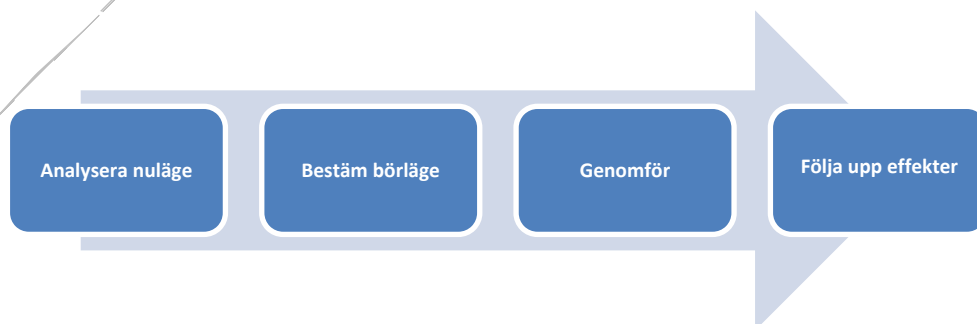 Analysera nuläge
Bestäm börläge
Genomför
Följa upp effekter